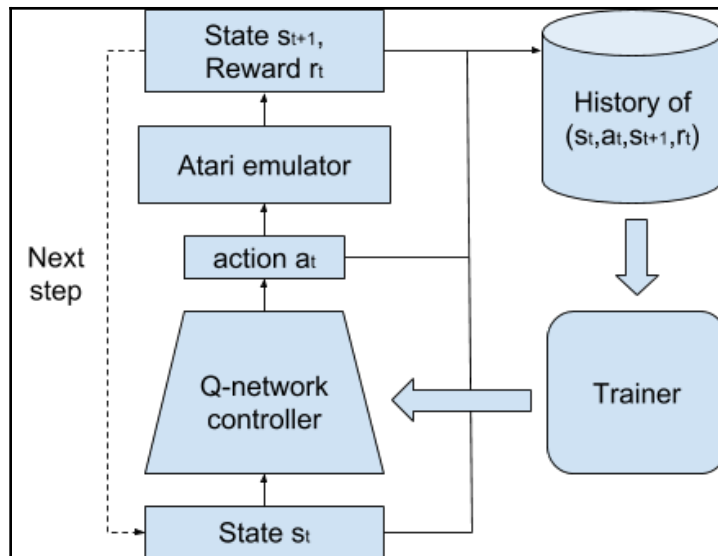 State st+1,
Reward rt
History of
(st,at,st+1,rt)
Atari emulator
Next
step
action at
Q-network
controller
Trainer
State st